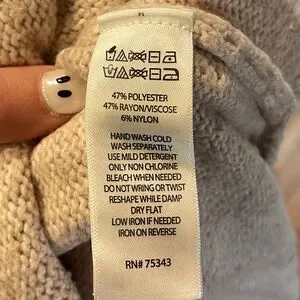 47% POLYESTER
47% RAYON/VISCOSE
6% NYLON
HAND WASH COLD
WASH SEPARATELY
USE MILD DETERGENT
ONLY NON CHLORINE
BLEACH WHEN NEEDED
DO NOT WRING OR TWIST
RESHAPE WHILE DAMP
DRY FLAT
LOW IRON IF NEEDED
IRON ON REVERSE
RN# 75343